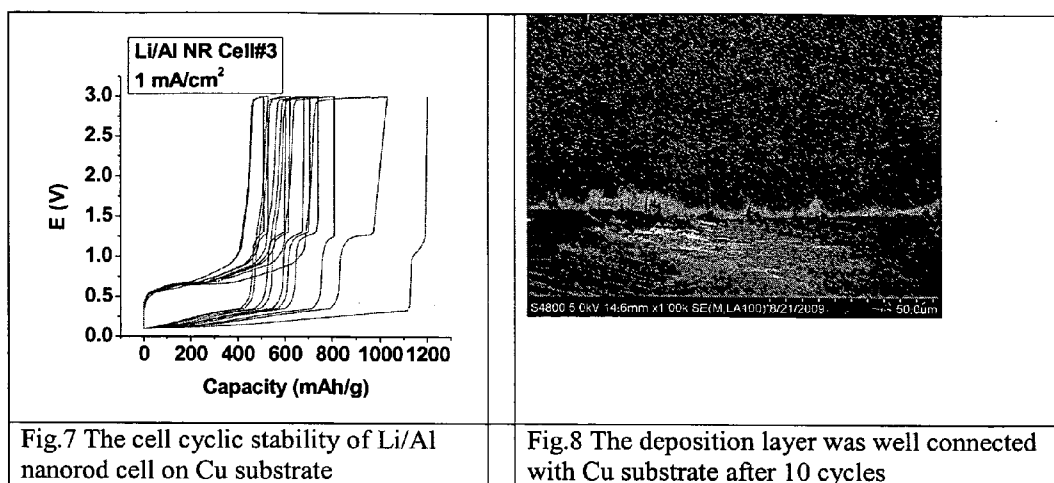 Li/Al NR Cell#3
1 mA/cm²
3.0
2.5
2.0
1.5
1.0
0.5
0.0
E (V)
0 200 400 600 800 1000 1200
Capacity (mAh/g)
S4800 5.0kV 14.6mm x1.00k SE(M,LA100) 8/21/2009 50.0um
Fig.7 The cell cyclic stability of Li/Al
nanorod cell on Cu substrate
Fig.8 The deposition layer was well connected
with Cu substrate after 10 cycles